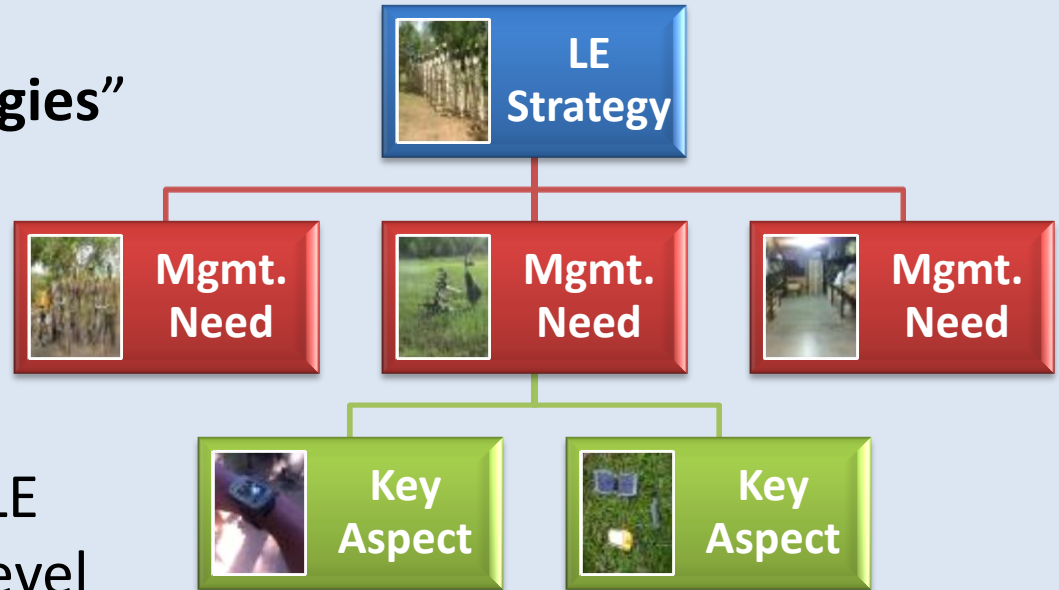 gies”
LE
Strategy
Mgmt.
Need
Mgmt.
Need
Mgmt.
Need
LE
evel
Key
Aspect
Key
Aspect